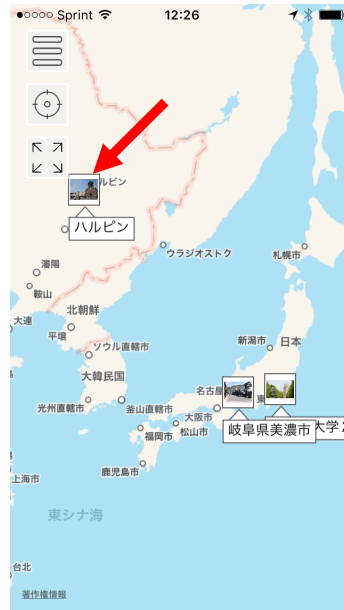 ●○○○○ Sprint 12:26
ルビン
ハルピン
ウラジオストク
札幌市
瀋陽
鞍山
大連
北朝鮮
平壌
ソウル直轄市
新潟市
日本
大韓民国
名古屋
東
光州直轄市
釜山直轄市
大阪市
福岡市
松山市
岐阜県美濃市
大学
鹿児島市
上海市
東シナ海
台北
著作権情報